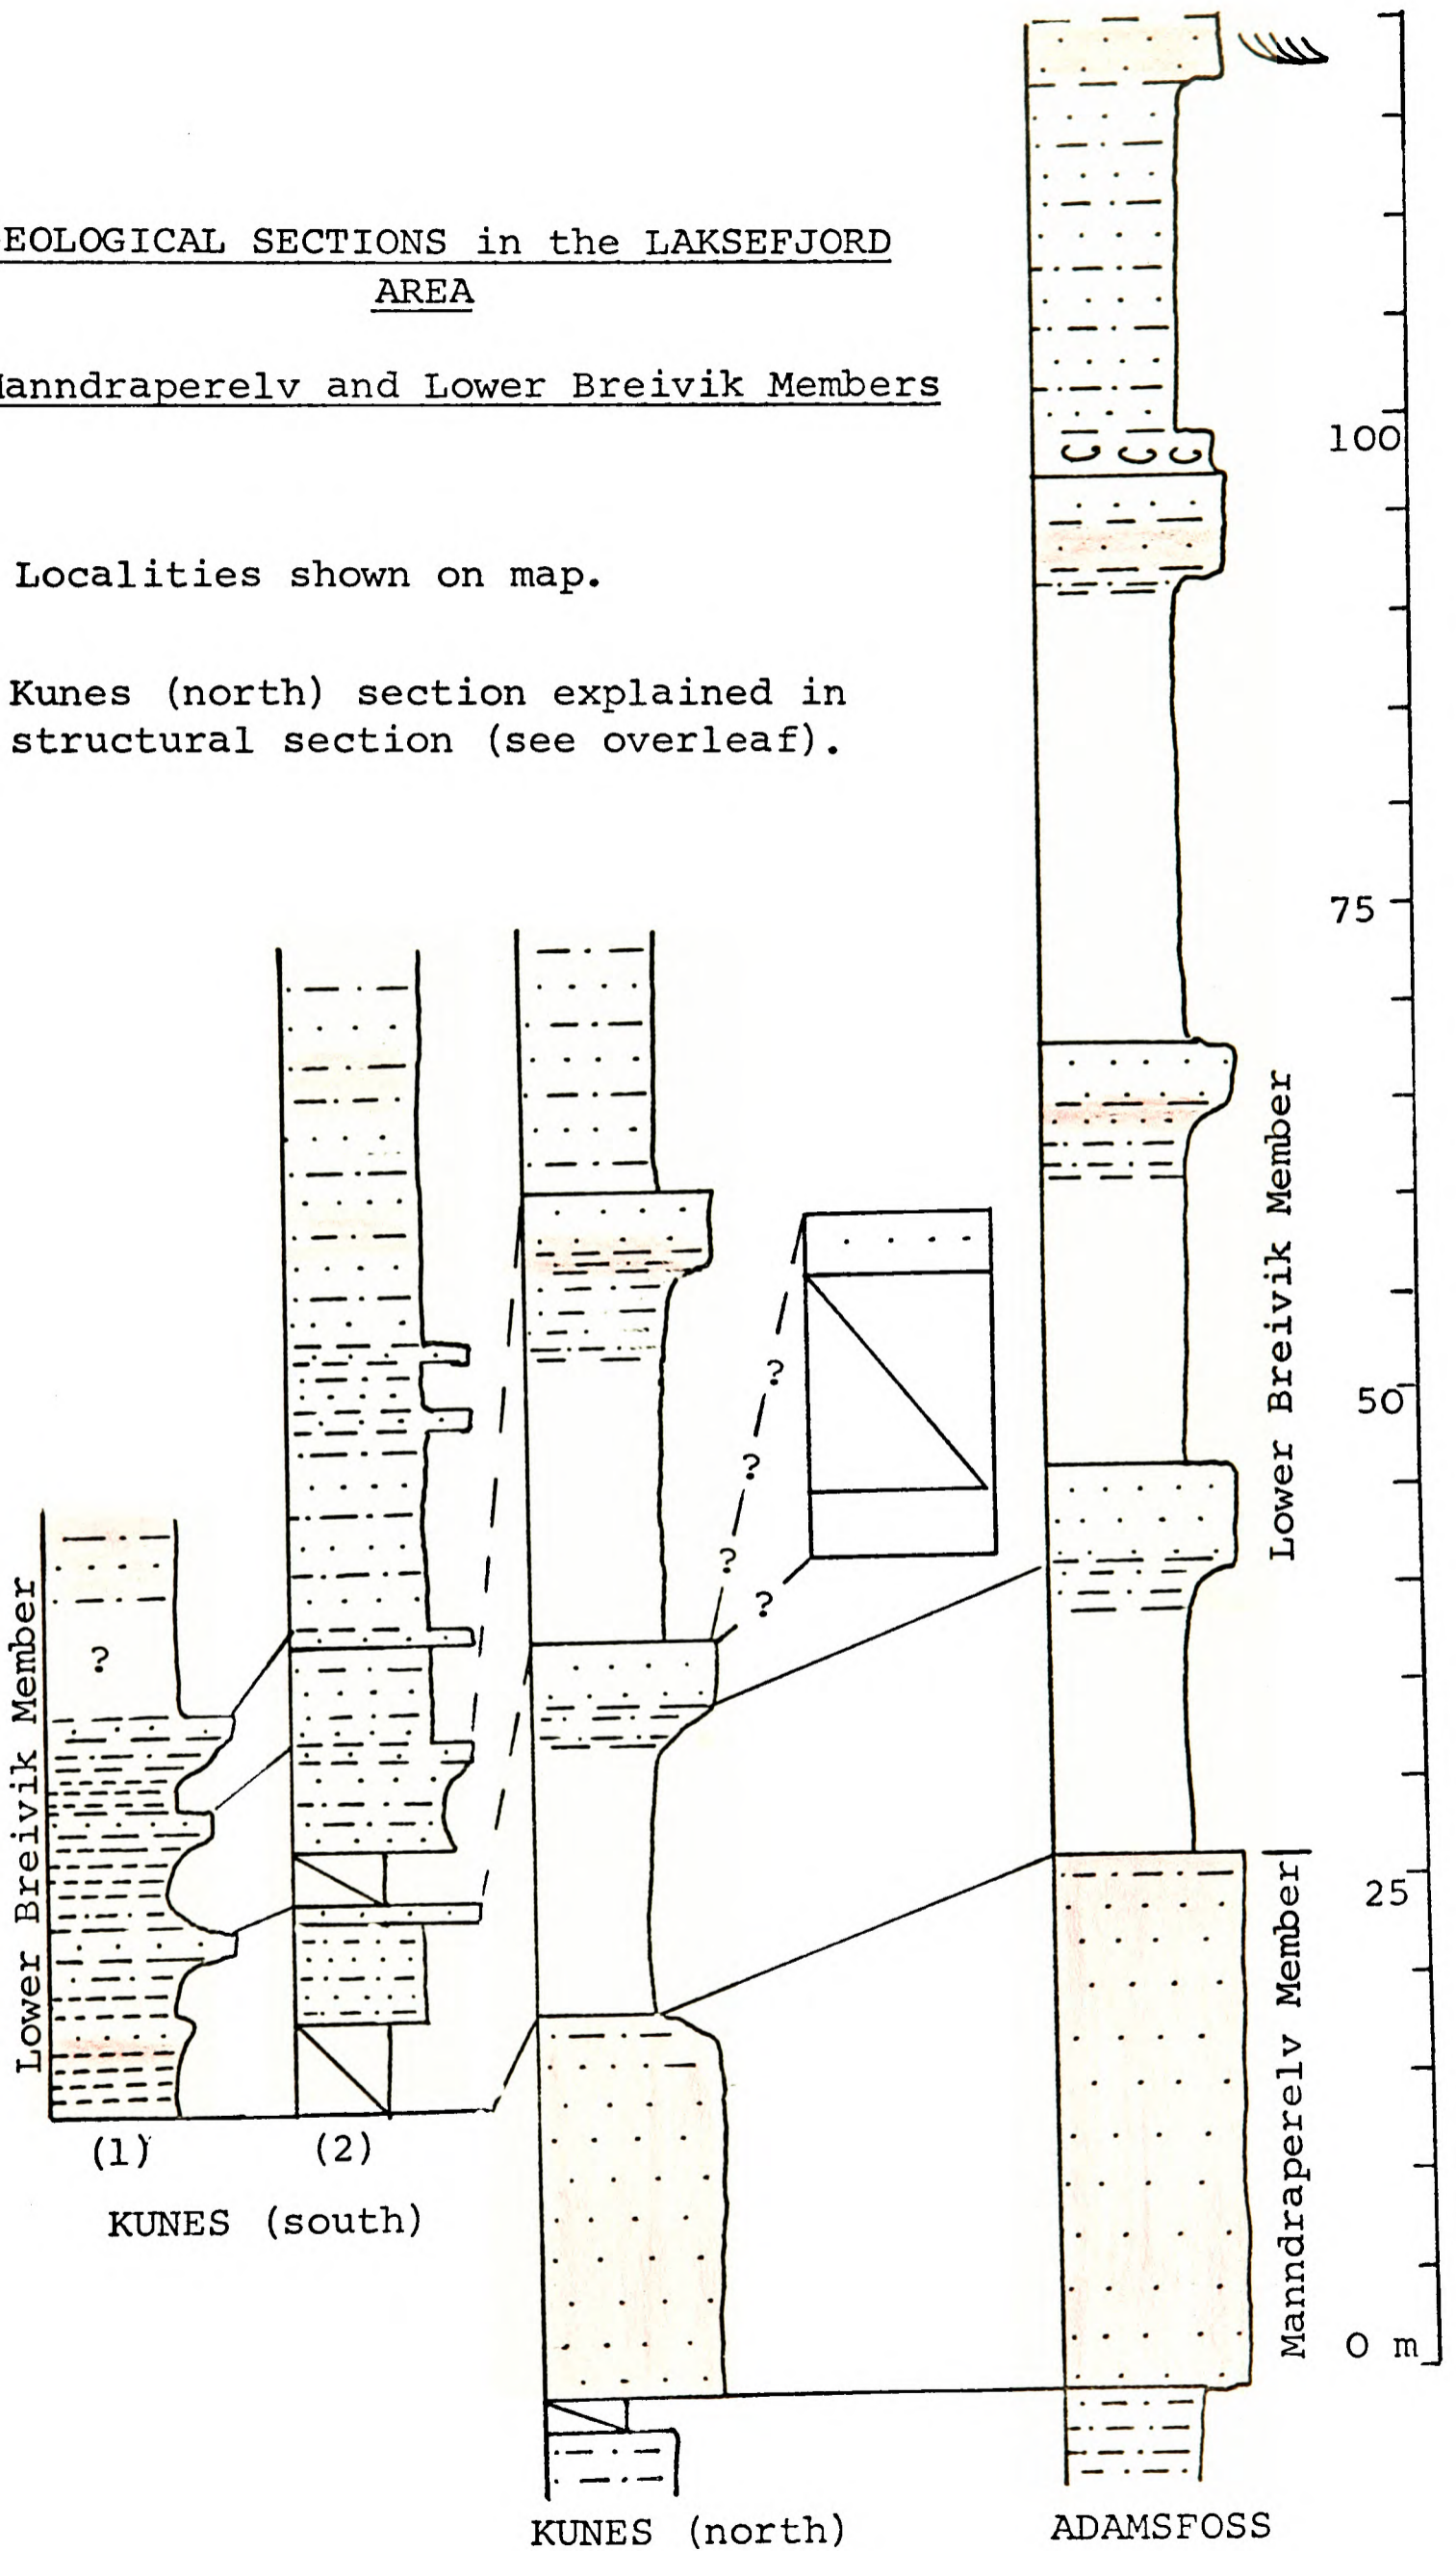 EOLOGICAL SECTIONS in the LAKSEFJORD
AREA
anndraperelv and Lower Breivik Members
Localities shown on map.
Kunes (north) section explained in
structural section (see overleaf).
100
75
50
25
0 m
C C C
Lower Breivik Member
Manndraperelv Member
Lower Breivik Member
?
?
?
?
?
(1)
(2)
KUNES (south)
KUNES (north)
ADAMSFOSS